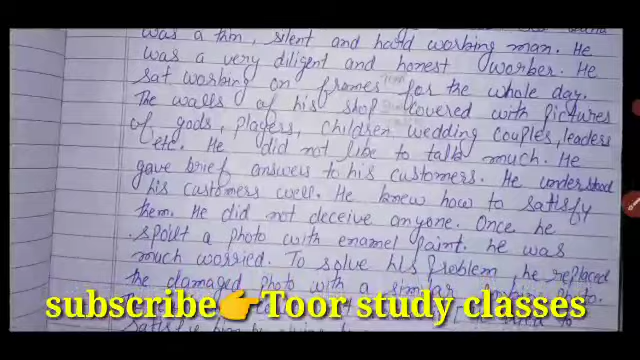 was a thin, silent and hard working man. He
was a very diligent and honest worker. He
sat working on frames for the whole day.
The walls of his shop covered with pictures
of gods, players, children wedding couples, leaders
etc. He did not like to talk much. He
gave brief answers to his customers. He understood
his customers well. He knew how to satisfy
them. He did not deceive anyone. Once he
spoilt a photo with enamel paint. he was
much worried. To solve his problem, he replaced
the damaged photo with a similar looking photo.
subscribe👉Toor study classes